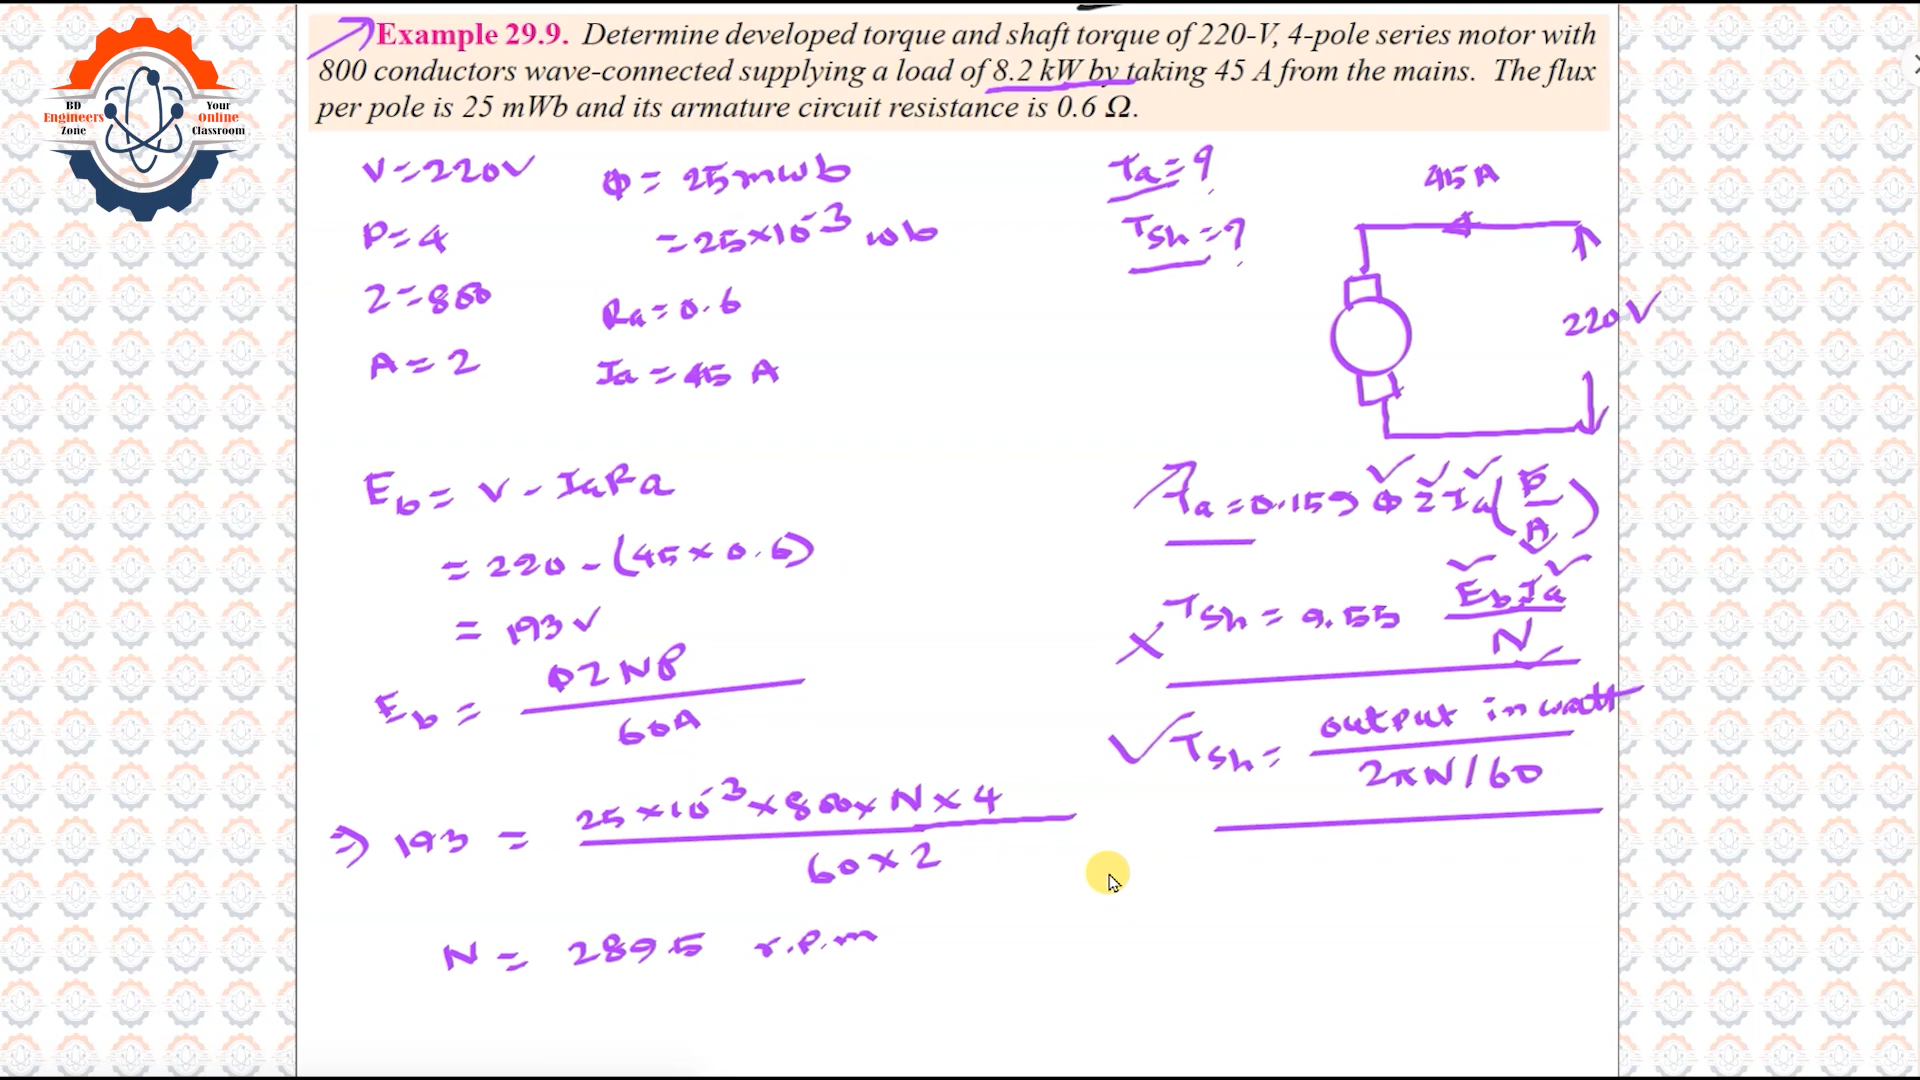 BD
Engineers
Zone
Your
Online
Classroom
Example 29.9. Determine developed torque and shaft torque of 220-V, 4-pole series motor with
800 conductors wave-connected supplying a load of 8.2 kW by taking 45 A from the mains. The flux
per pole is 25 mWb and its armature circuit resistance is 0.6 Ω.
V=220V
P=4
Z=800
A=2
Φ = 25mwb
=25×10⁻³ wb
Ra=0.6
Ia=45 A
Ta=?
Tsh=?
45A
220V
Eb= V - IaRa
= 220 - (45×0.6)
= 193V
Eb = ΦZNP
60A
⇒ 193 = 25×10⁻³×800×N×4
60×2
N = 289.5 r.p.m
Ta=0.159 Φ Z Ia(P
A)
Tsh = 9.55 EbIa
N
Tsh = output in watt
2πN/60